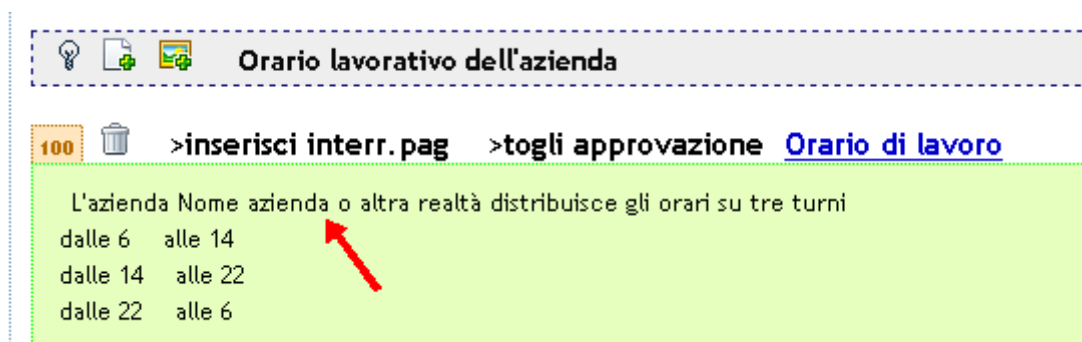 Orario lavorativo dell'azienda
100 >inserisci interr.pag >togli approvazione Orario di lavoro
L'azienda Nome azienda o altra realtà distribuisce gli orari su tre turni
dalle 6 alle 14
dalle 14 alle 22
dalle 22 alle 6